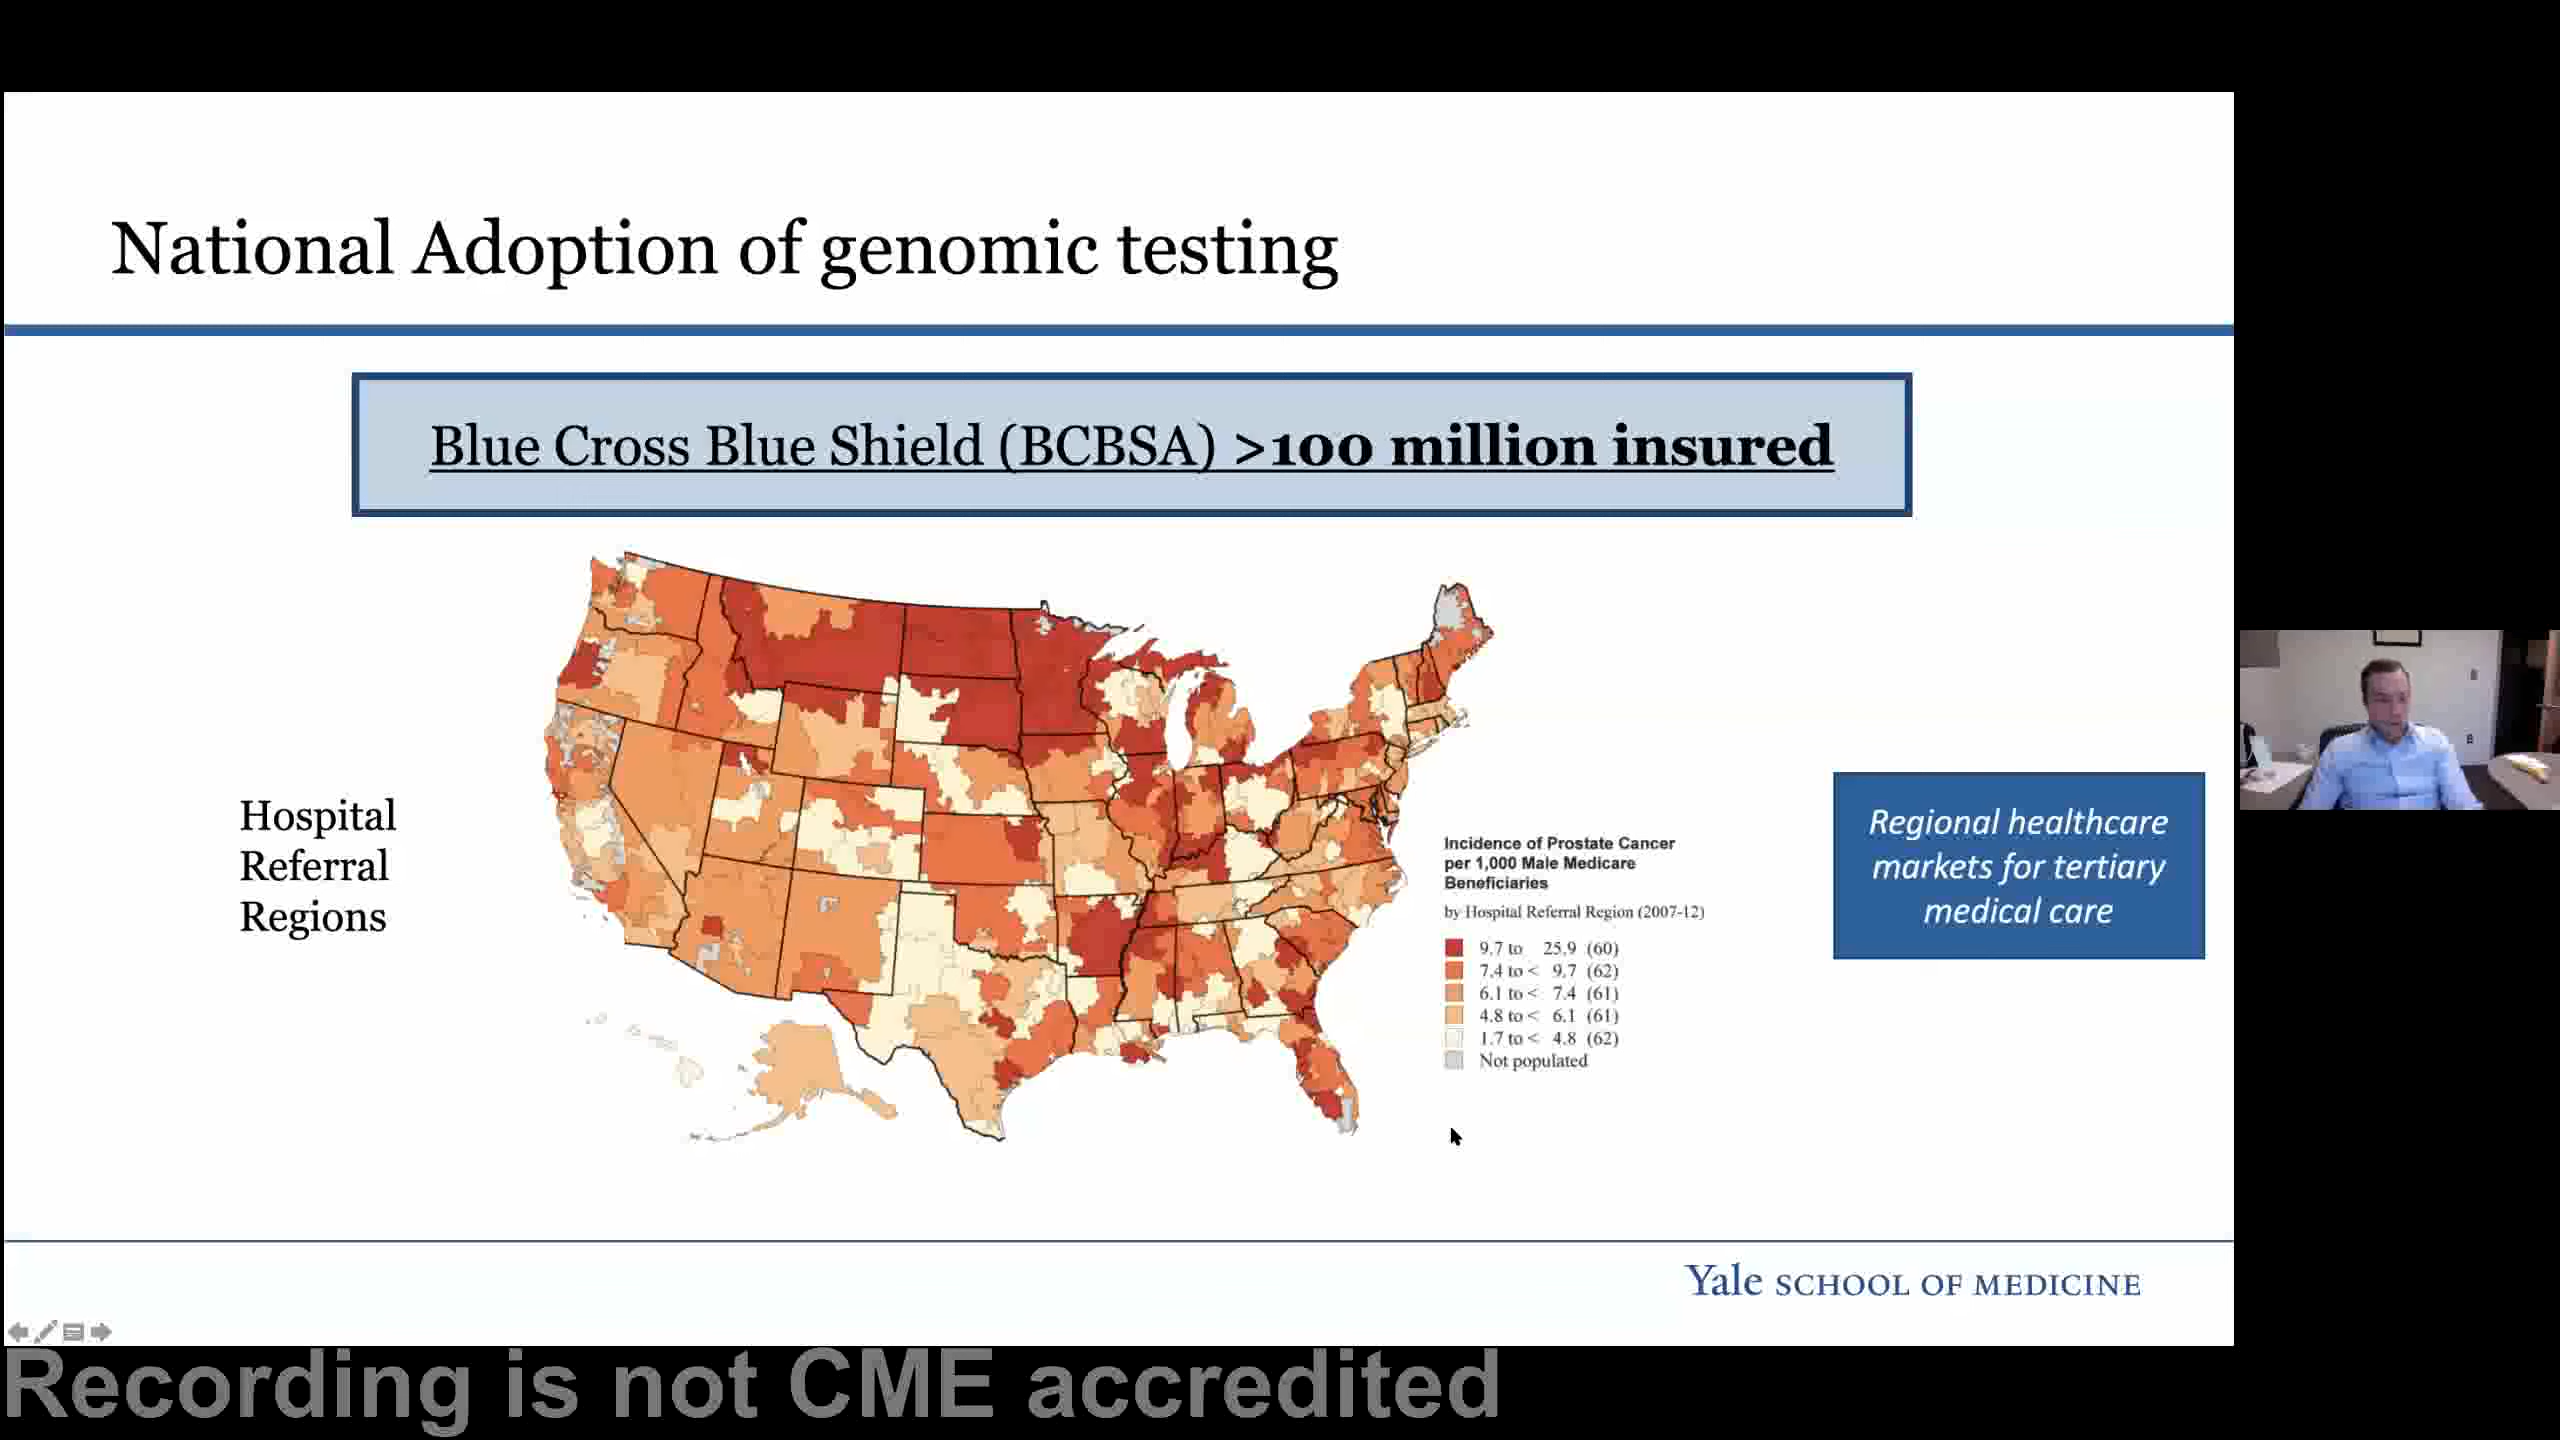 National Adoption of genomic testing
Blue Cross Blue Shield (BCBSA) >100 million insured
Hospital
Referral
Regions
Incidence of Prostate Cancer
per 1,000 Male Medicare
Beneficiaries
by Hospital Referral Region (2007-12)
9.7 to 25.9 (60)
7.4 to < 9.7 (62)
6.1 to < 7.4 (61)
4.8 to < 6.1 (61)
1.7 to < 4.8 (62)
Not populated
Regional healthcare
markets for tertiary
medical care
Yale SCHOOL OF MEDICINE
Recording is not CME accredited